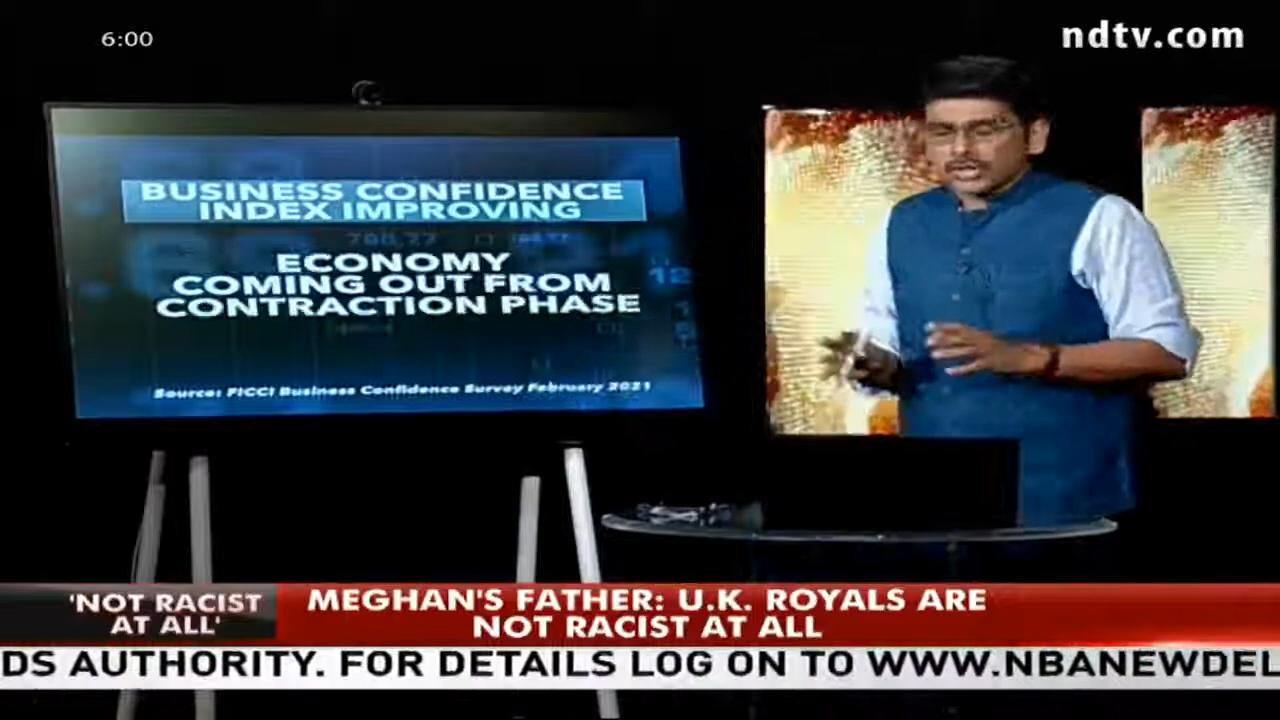 6:00
ndtv.com
BUSINESS CONFIDENCE
INDEX IMPROVING
ECONOMY
COMING OUT FROM
CONTRACTION PHASE
Source: FICCI Business Confidence Survey February 2021
'NOT RACIST
AT ALL'
MEGHAN'S FATHER: U.K. ROYALS ARE
NOT RACIST AT ALL
DS AUTHORITY. FOR DETAILS LOG ON TO WWW.NBANEWDEL